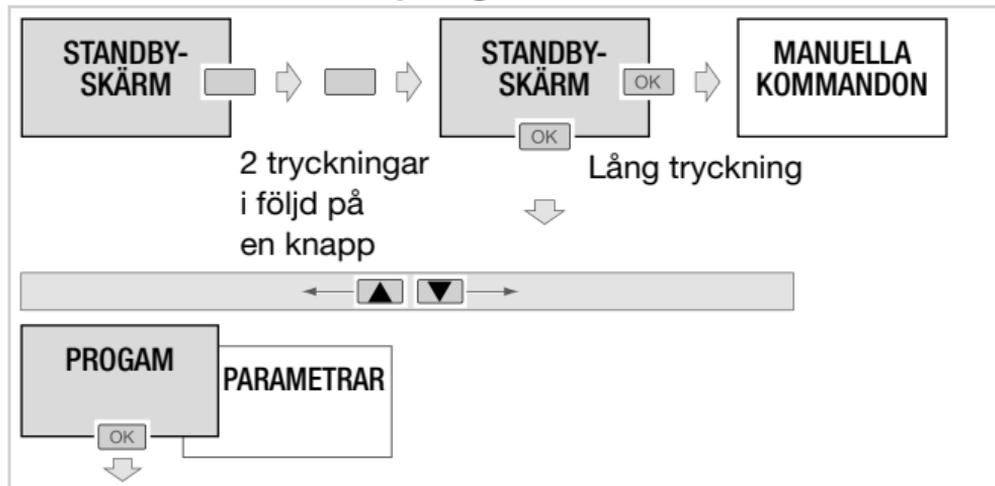 STANDBY-
SKÄRM
STANDBY-
SKÄRM
OK
MANUELLA
KOMMANDON
OK
2 tryckningar
i följd på
en knapp
Lång tryckning
PROGAM
OK
PARAMETRAR